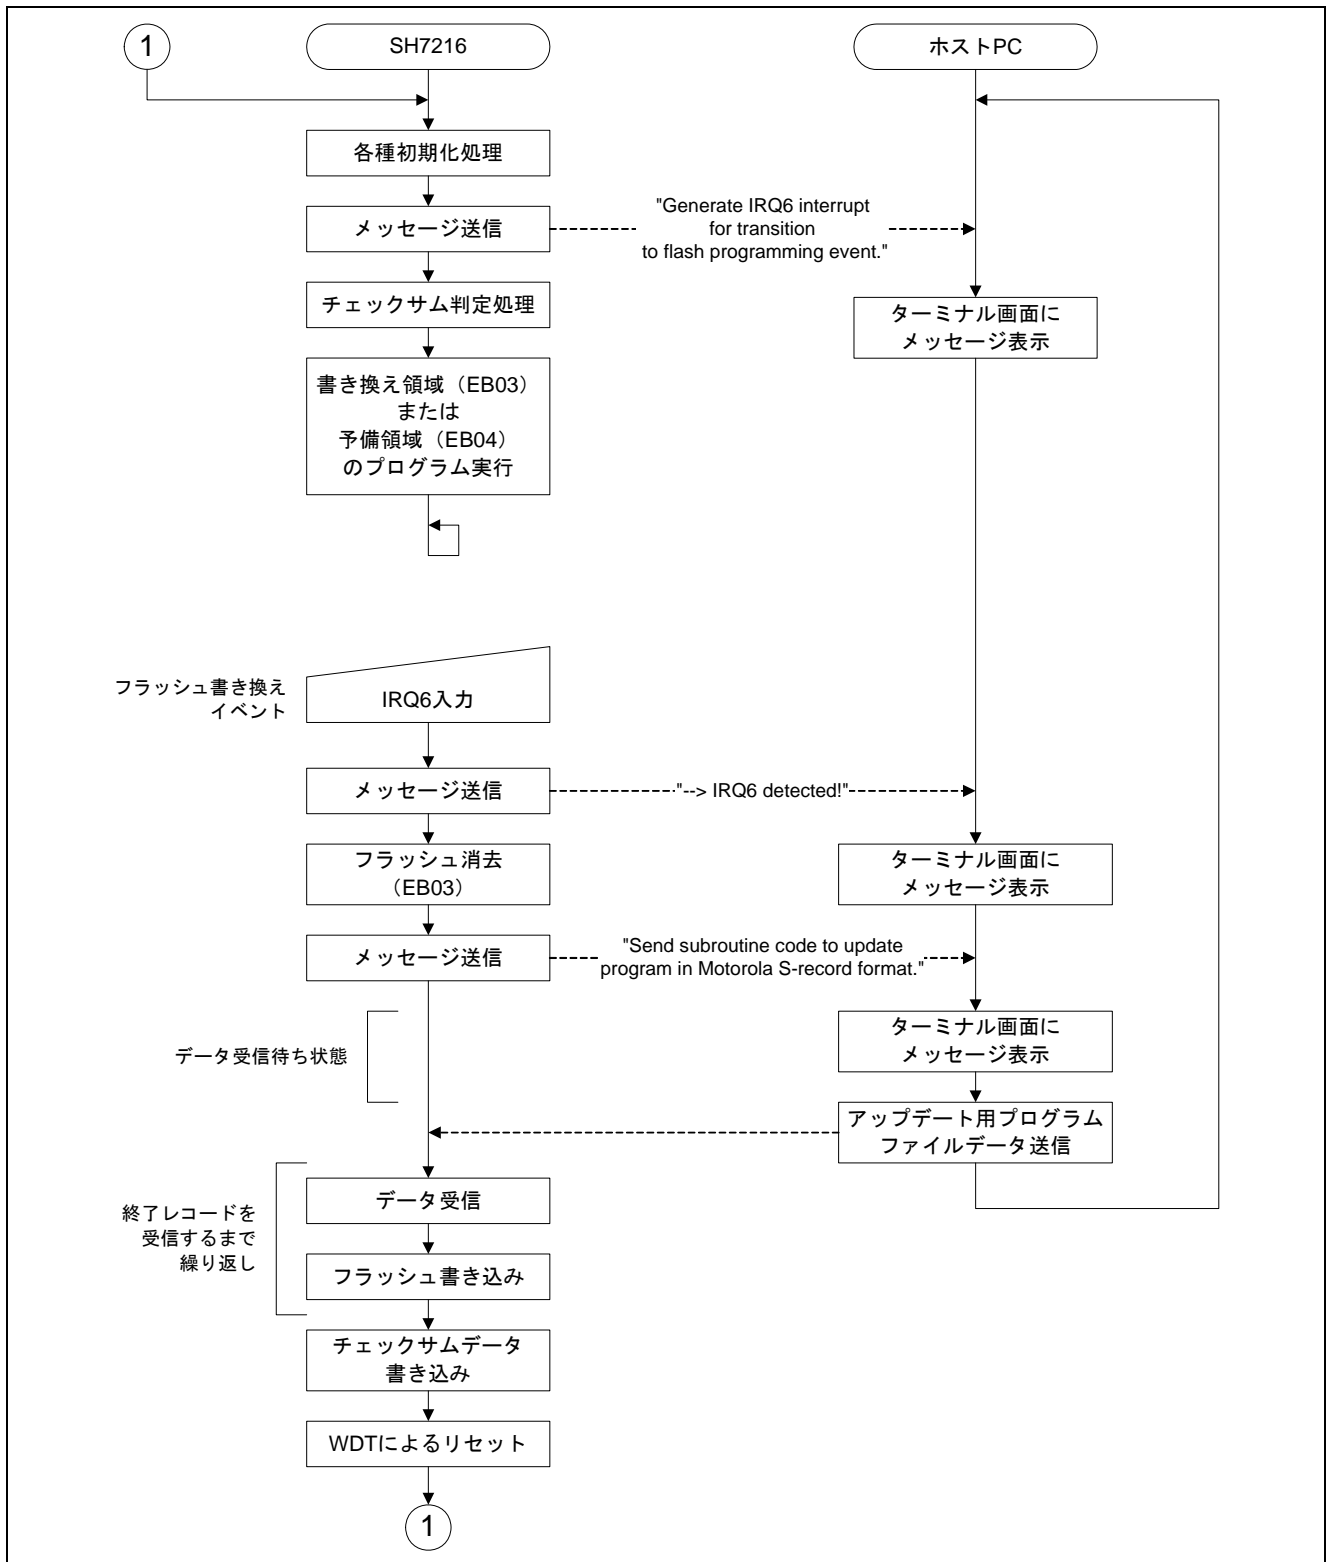 1
SH7216
ホストPC
各種初期化処理
メッセージ送信
"Generate IRQ6 interrupt
for transition
to flash programming event."
チェックサム判定処理
ターミナル画面に
メッセージ表示
書き換え領域（EB03）
または
予備領域（EB04）
のプログラム実行
フラッシュ書き換え
イベント
IRQ6入力
メッセージ送信
"--> IRQ6 detected!"
フラッシュ消去
（EB03）
ターミナル画面に
メッセージ表示
メッセージ送信
"Send subroutine code to update
program in Motorola S-record format."
データ受信待ち状態
ターミナル画面に
メッセージ表示
アップデート用プログラム
ファイルデータ送信
終了レコードを
受信するまで
繰り返し
データ受信
フラッシュ書き込み
チェックサムデータ
書き込み
WDTによるリセット
1